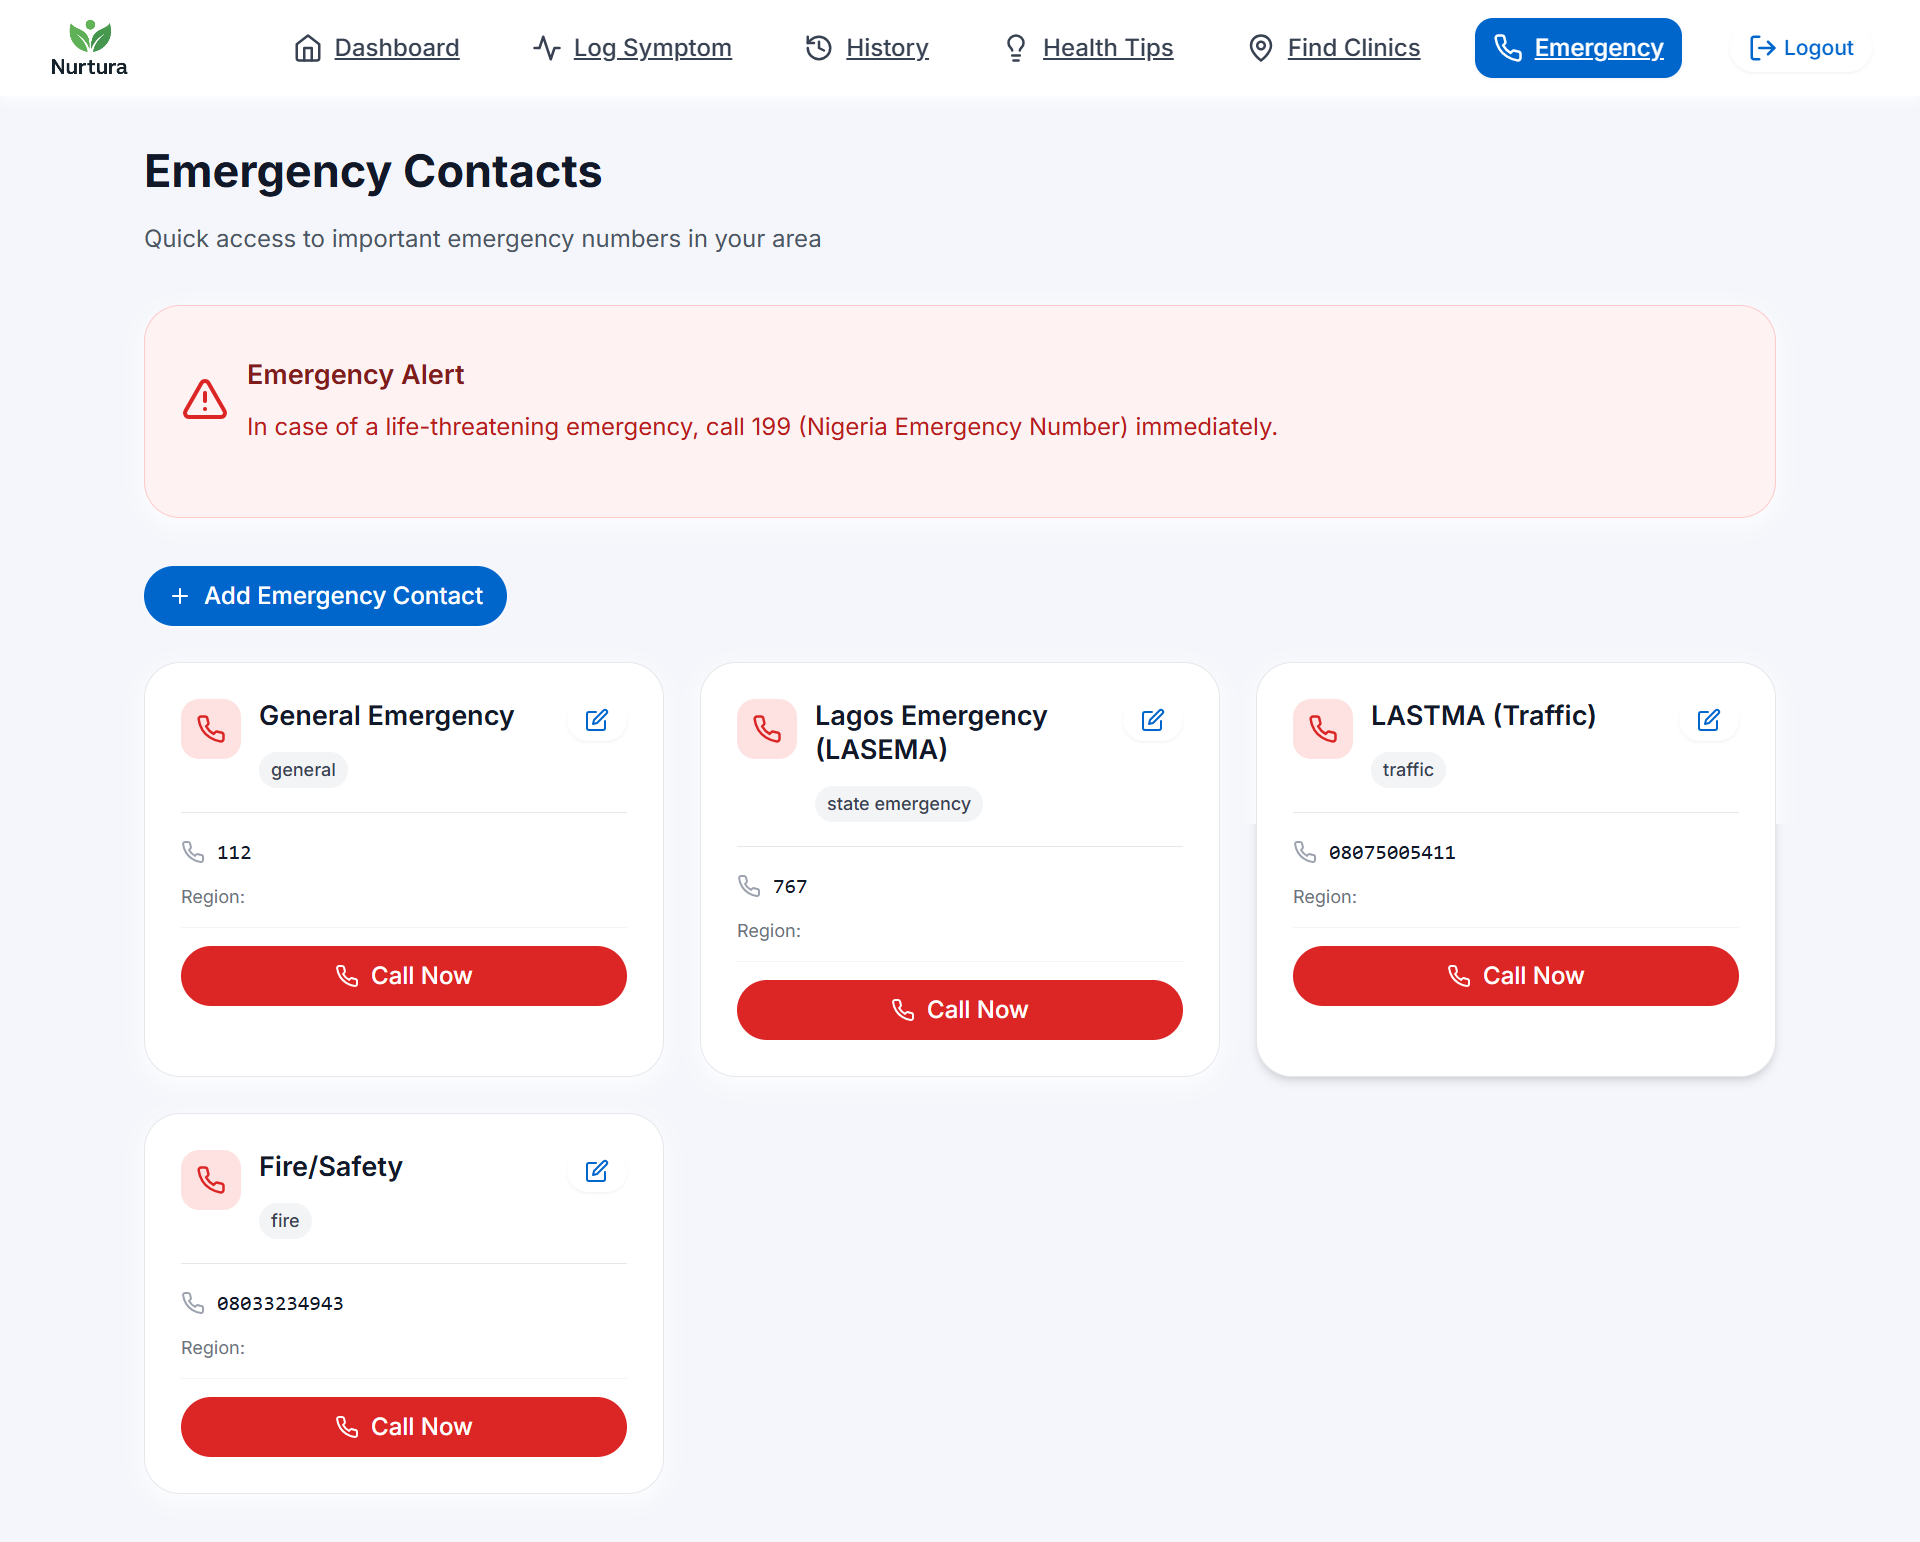 Nurtura
Dashboard
Log Symptom
History
Health Tips
Find Clinics
Emergency
Logout
Emergency Contacts
Quick access to important emergency numbers in your area
Emergency Alert
In case of a life-threatening emergency, call 199 (Nigeria Emergency Number) immediately.
Add Emergency Contact
General Emergency
general
112
Region:
Call Now
Lagos Emergency
(LASEMA)
state emergency
767
Region:
Call Now
LASTMA (Traffic)
traffic
08075005411
Region:
Call Now
Fire/Safety
fire
08033234943
Region:
Call Now